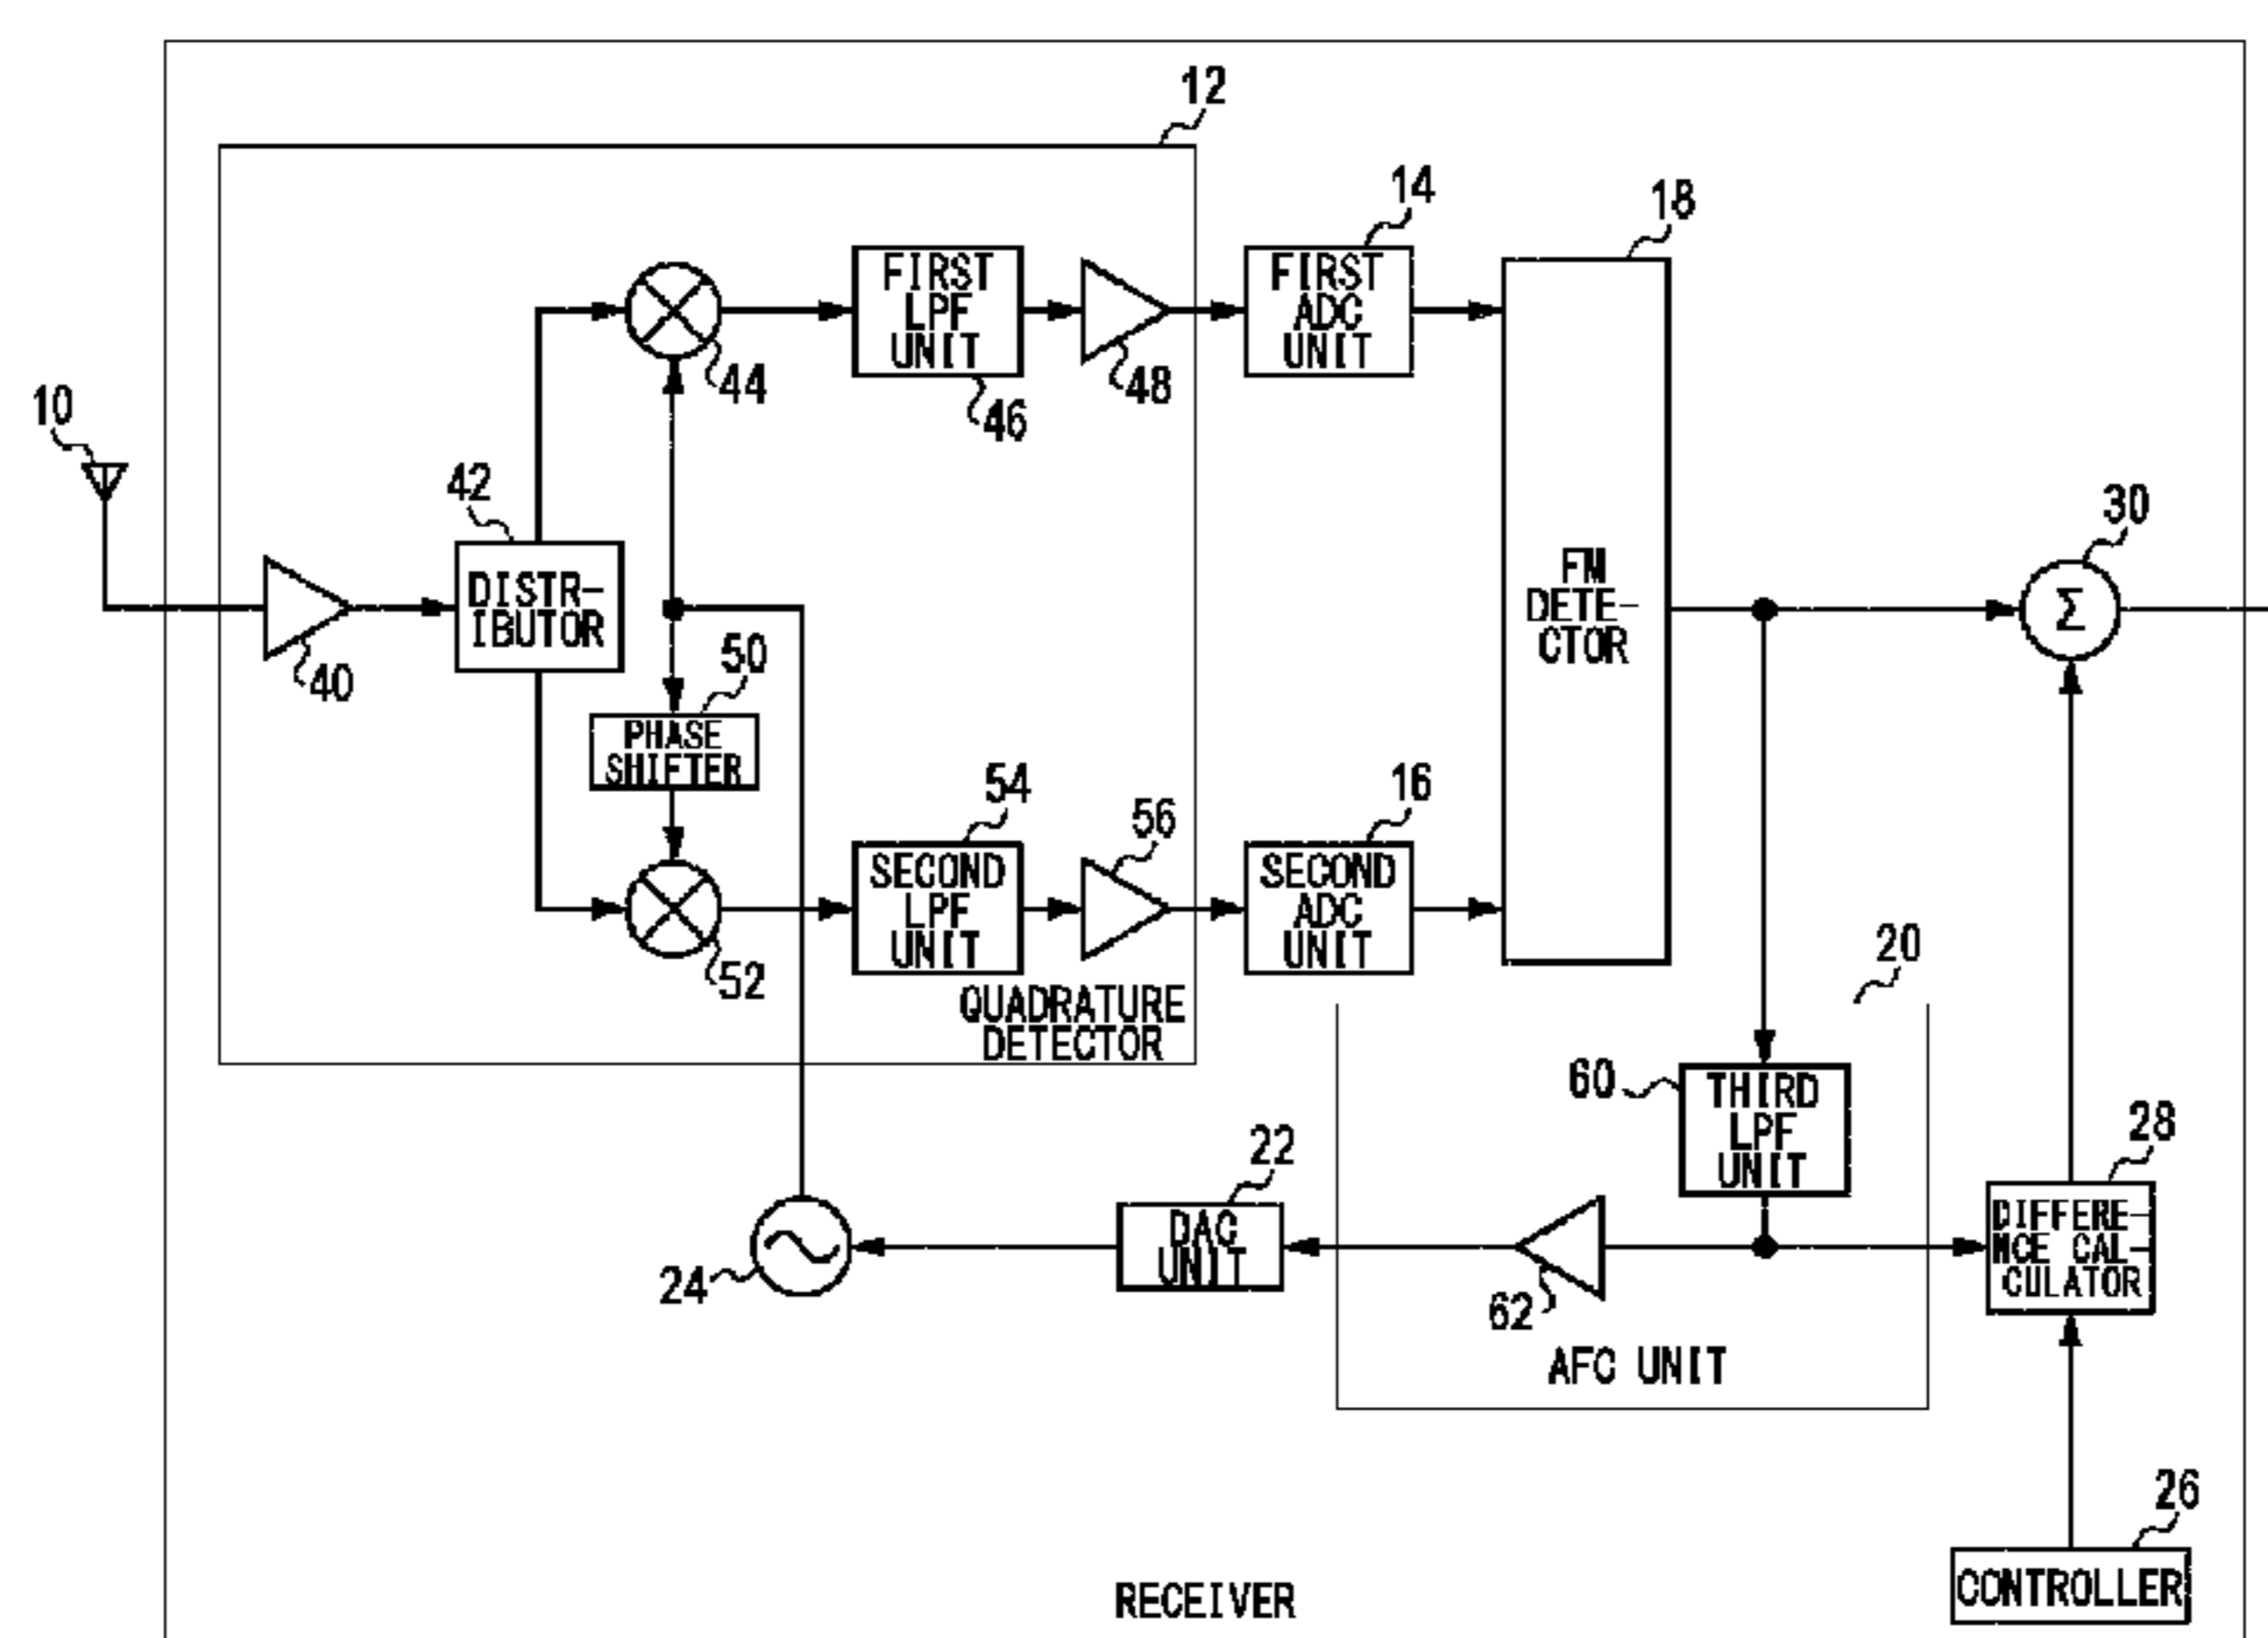 12
14
18
FIRST
LPF
UNIT
FIRST
ADC
UNIT
44
48
46
10
42
30
DISTR-
IBUTOR
FM
DETE-
CTOR
Σ
50
40
PHASE
SHIFTER
54
56
16
SECOND
LPF
UNIT
SECOND
ADC
UNIT
52
20
QUADRATURE
DETECTOR
60
THIRD
LPF
UNIT
22
28
DAC
UNIT
DIFFERE-
NCE CAL-
CULATOR
24
62
AFC UNIT
26
RECEIVER
CONTROLLER